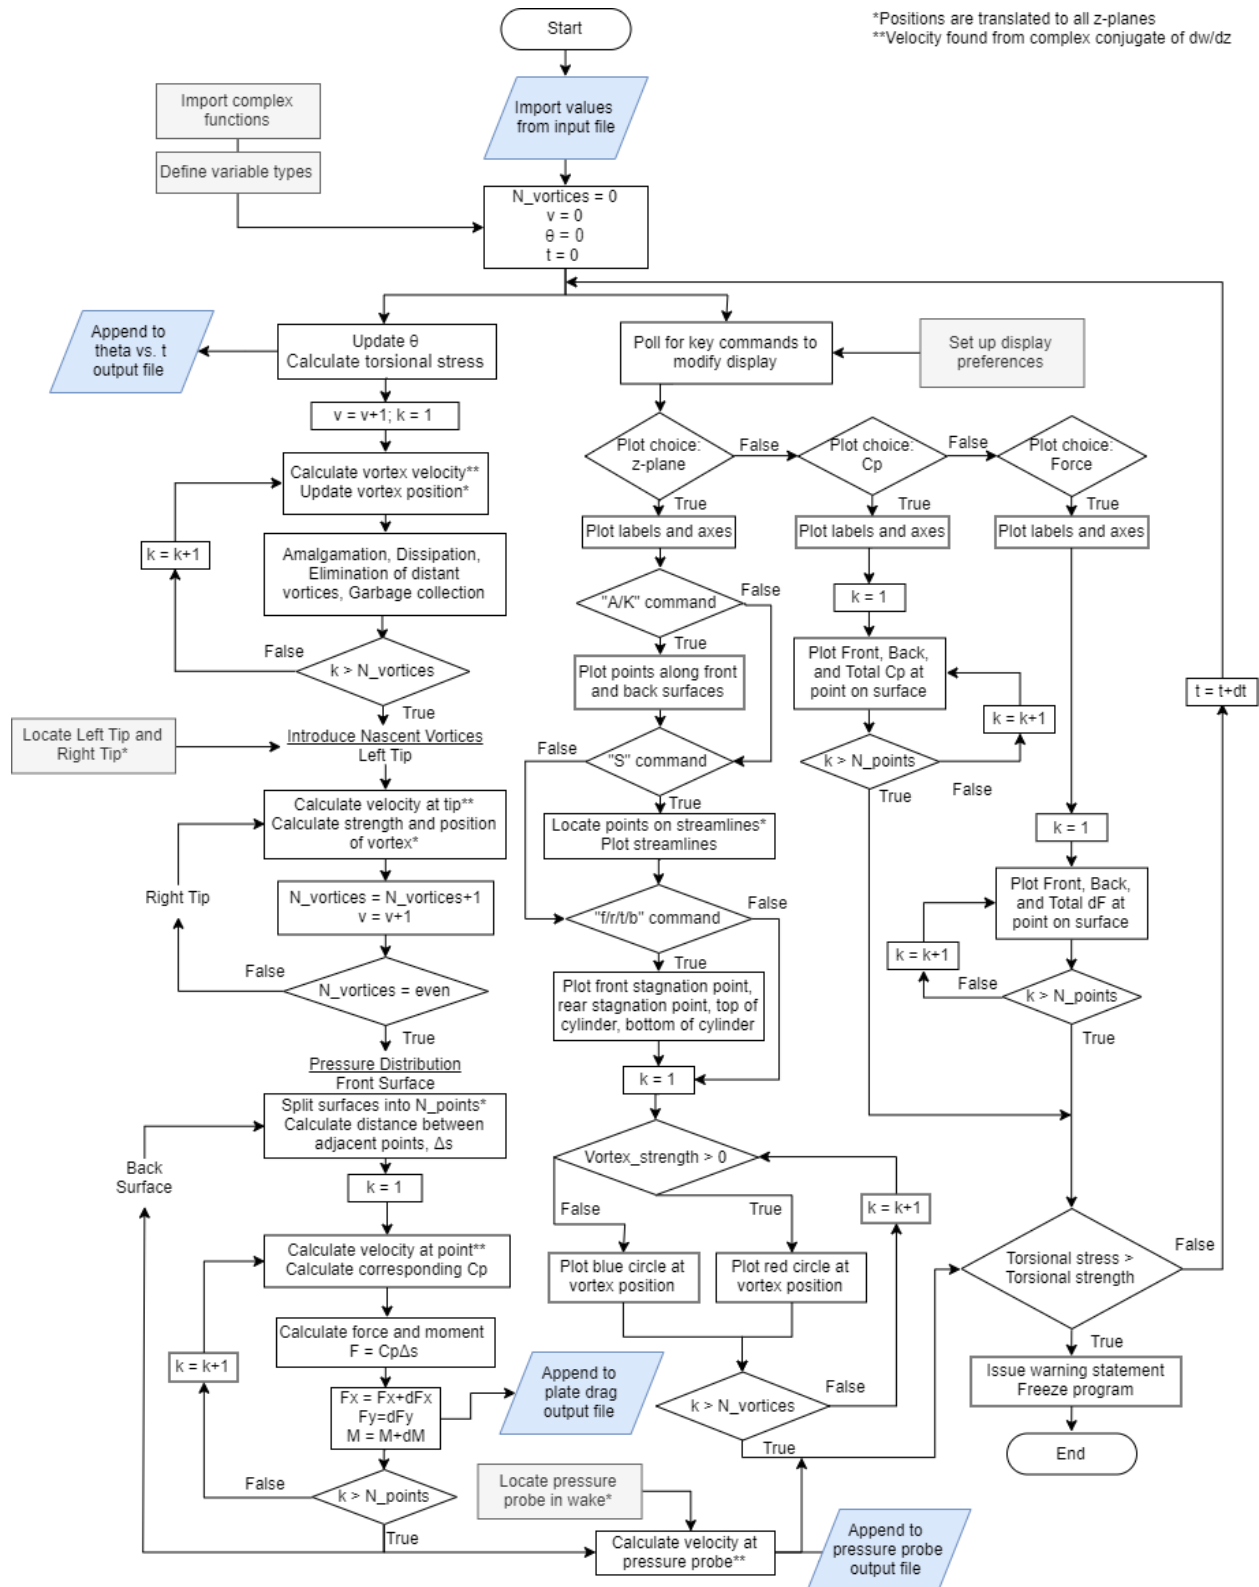 Start
*Positions are translated to all z-planes
**Velocity found from complex conjugate of dw/dz
Import complex
functions
Import values
from input file
Define variable types
N_vortices = 0
v = 0
θ = 0
t = 0
Append to
theta vs. t
output file
Update θ
Calculate torsional stress
Poll for key commands to
modify display
Set up display
preferences
v = v+1; k = 1
Plot choice:
z-plane
False
Plot choice:
Cp
False
Plot choice:
Force
Calculate vortex velocity**
Update vortex position*
True
True
True
Plot labels and axes
Plot labels and axes
Plot labels and axes
k = k+1
Amalgamation, Dissipation,
Elimination of distant
vortices, Garbage collection
"A/K" command
False
k = 1
False
k > N_vortices
True
True
Plot points along front
and back surfaces
Plot Front, Back,
and Total Cp at
point on surface
t = t+dt
k = k+1
Locate Left Tip and
Right Tip*
Introduce Nascent Vortices
Left Tip
False
"S" command
k > N_points
False
True
True
Calculate velocity at tip**
Calculate strength and position
of vortex*
Locate points on streamlines*
Plot streamlines
k = 1
Right Tip
N_vortices = N_vortices+1
v = v+1
"f/r/t/b" command
Plot Front, Back,
and Total dF at
point on surface
k = k+1
False
N_vortices = even
True
True
False
k > N_points
True
Plot front stagnation point,
rear stagnation point, top of
cylinder, bottom of cylinder
Pressure Distribution
Front Surface
k = 1
Split surfaces into N_points*
Calculate distance between
adjacent points, Δs
Back
Surface
Vortex_strength > 0
k = 1
False
True
k = k+1
Calculate velocity at point**
Calculate corresponding Cp
Plot blue circle at
vortex position
Plot red circle at
vortex position
Torsional stress >
Torsional strength
False
True
Calculate force and moment
F = CpΔs
k = k+1
Fx = Fx+dFx
Fy=dFy
M = M+dM
Append to
plate drag
output file
k > N_vortices
False
True
Issue warning statement
Freeze program
End
False
k > N_points
True
Locate pressure
probe in wake*
Calculate velocity at
pressure probe**
Append to
pressure probe
output file